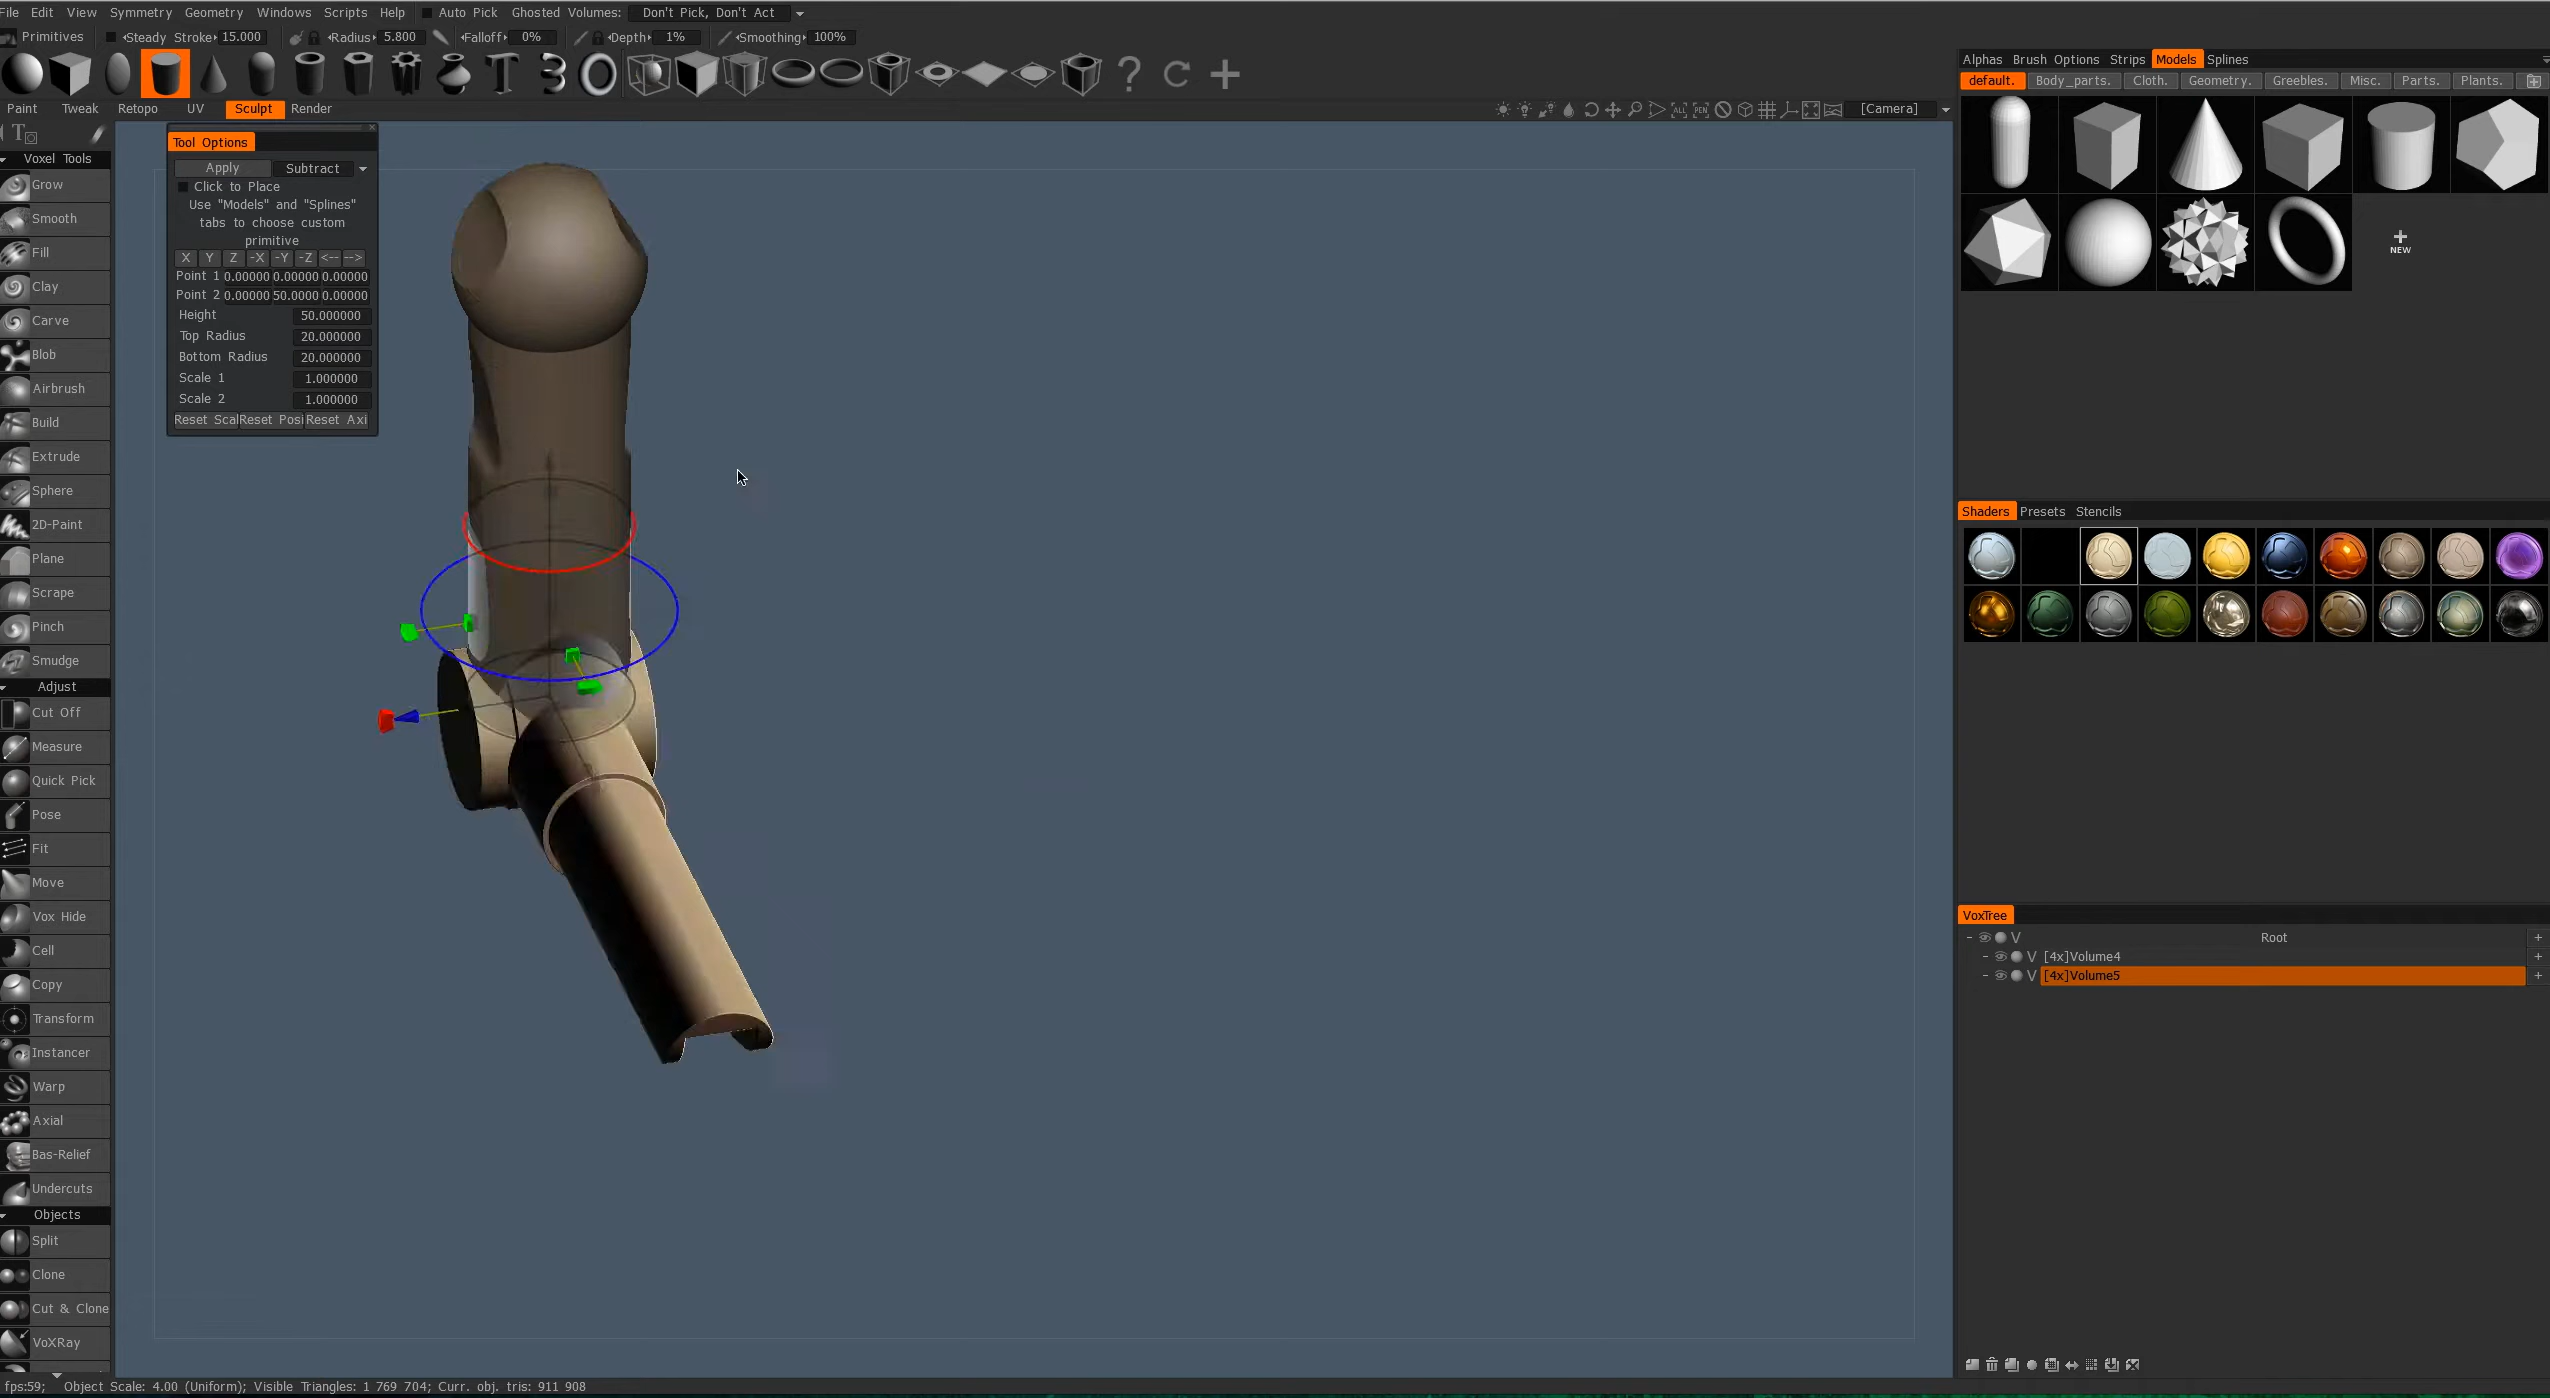 File Edit View Symmetry Geometry Windows Scripts Help Auto Pick Ghosted Volumes: Don't Pick, Don't Act
Primitives Steady Stroke 15.000 Radius 5.800 Falloff 0% Depth 1% Smoothing 100%
Paint Tweak Retopo UV Sculpt Render
[Camera]
Voxel Tools
Grow
Smooth
Fill
Clay
Carve
Blob
Airbrush
Build
Extrude
Sphere
2D-Paint
Plane
Scrape
Pinch
Smudge
Adjust
Cut Off
Measure
Quick Pick
Pose
Fit
Move
Vox Hide
Cell
Copy
Transform
Instancer
Warp
Axial
Bas-Relief
Undercuts
Objects
Split
Clone
Cut & Clone
VoXRay
Tool Options
Apply Subtract
Click to Place
Use "Models" and "Splines"
tabs to choose custom
primitive
X Y Z -X -Y -Z <-- -->
Point 1 0.00000 0.00000 0.00000
Point 2 0.00000 50.0000 0.00000
Height 50.000000
Top Radius 20.000000
Bottom Radius 20.000000
Scale 1 1.000000
Scale 2 1.000000
Reset Scal Reset Posi Reset Axi
Alphas Brush Options Strips Models Splines
default. Body_parts. Cloth. Geometry. Greebles. Misc. Parts. Plants.
NEW
Shaders Presets Stencils
VoxTree
V Root
V [4x]Volume4
V [4x]Volume5
fps:59; Object Scale: 4.00 (Uniform); Visible Triangles: 1 769 704; Curr. obj. tris: 911 908